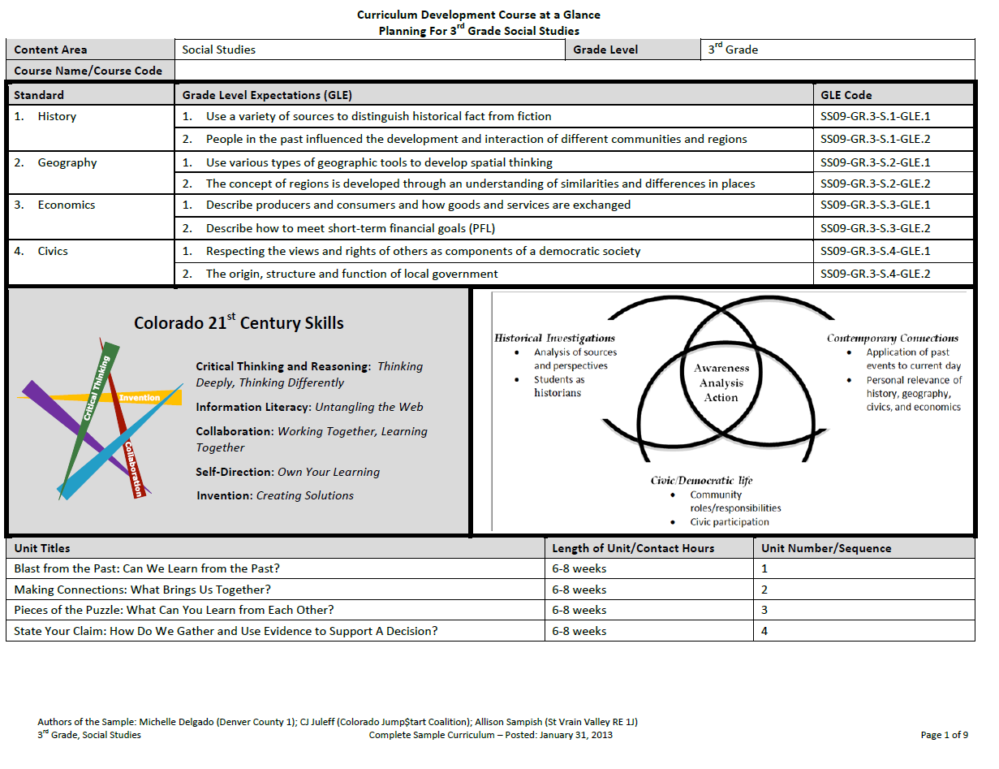 Curriculum Development Course at a Glance
Planning For 3rd Grade Social Studies
Content Area Social Studies Grade Level 3rd Grade
Course Name/Course Code
Standard Grade Level Expectations (GLE) GLE Code
1. History 1. Use a variety of sources to distinguish historical fact from fiction SS09-GR.3-S.1-GLE.1
2. People in the past influenced the development and interaction of different communities and regions SS09-GR.3-S.1-GLE.2
2. Geography 1. Use various types of geographic tools to develop spatial thinking SS09-GR.3-S.2-GLE.1
2. The concept of regions is developed through an understanding of similarities and differences in places SS09-GR.3-S.2-GLE.2
3. Economics 1. Describe producers and consumers and how goods and services are exchanged SS09-GR.3-S.3-GLE.1
2. Describe how to meet short-term financial goals (PFL) SS09-GR.3-S.3-GLE.2
4. Civics 1. Respecting the views and rights of others as components of a democratic society SS09-GR.3-S.4-GLE.1
2. The origin, structure and function of local government SS09-GR.3-S.4-GLE.2
Colorado 21st Century Skills
Critical Thinking
Invention
Collaboration
Critical Thinking and Reasoning: Thinking
Deeply, Thinking Differently
Information Literacy: Untangling the Web
Collaboration: Working Together, Learning
Together
Self-Direction: Own Your Learning
Invention: Creating Solutions
Historical Investigations
• Analysis of sources
and perspectives
• Students as
historians
Awareness
Analysis
Action
Contemporary Connections
• Application of past
events to current day
• Personal relevance of
history, geography,
civics, and economics
Civic/Democratic life
• Community
roles/responsibilities
• Civic participation
Unit Titles Length of Unit/Contact Hours Unit Number/Sequence
Blast from the Past: Can We Learn from the Past? 6-8 weeks 1
Making Connections: What Brings Us Together? 6-8 weeks 2
Pieces of the Puzzle: What Can You Learn from Each Other? 6-8 weeks 3
State Your Claim: How Do We Gather and Use Evidence to Support A Decision? 6-8 weeks 4
Authors of the Sample: Michelle Delgado (Denver County 1); CJ Juleff (Colorado Jump$tart Coalition); Allison Sampish (St Vrain Valley RE 1J)
3rd Grade, Social Studies Complete Sample Curriculum – Posted: January 31, 2013 Page 1 of 9